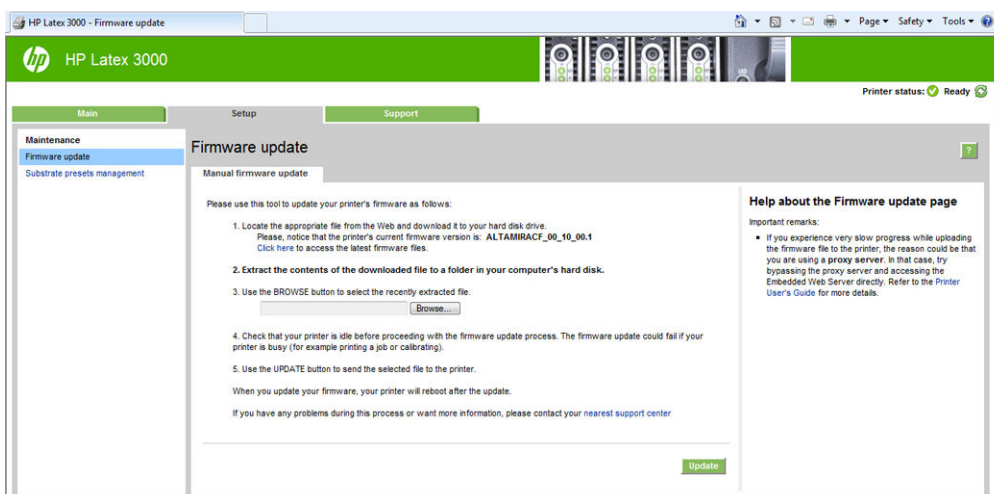 HP Latex 3000 - Firmware update
Page Safety Tools
hp HP Latex 3000
Printer status: Ready
Main Setup Support
Maintenance
Firmware update
Substrate presets management
Firmware update
?
Manual firmware update
Please use this tool to update your printer's firmware as follows:
1. Locate the appropriate file from the Web and download it to your hard disk drive.
Please, notice that the printer's current firmware version is: ALTAMIRACF_00_10_00.1
Click here to access the latest firmware files.
2. Extract the contents of the downloaded file to a folder in your computer's hard disk.
3. Use the BROWSE button to select the recently extracted file.
Browse...
4. Check that your printer is idle before proceeding with the firmware update process. The firmware update could fail if your
printer is busy (for example printing a job or calibrating).
5. Use the UPDATE button to send the selected file to the printer.
When you update your firmware, your printer will reboot after the update.
If you have any problems during this process or want more information, please contact your nearest support center
Update
Help about the Firmware update page
Important remarks:
If you experience very slow progress while uploading
the firmware file to the printer, the reason could be that
you are using a proxy server. In that case, try
bypassing the proxy server and accessing the
Embedded Web Server directly. Refer to the Printer
User's Guide for more details.